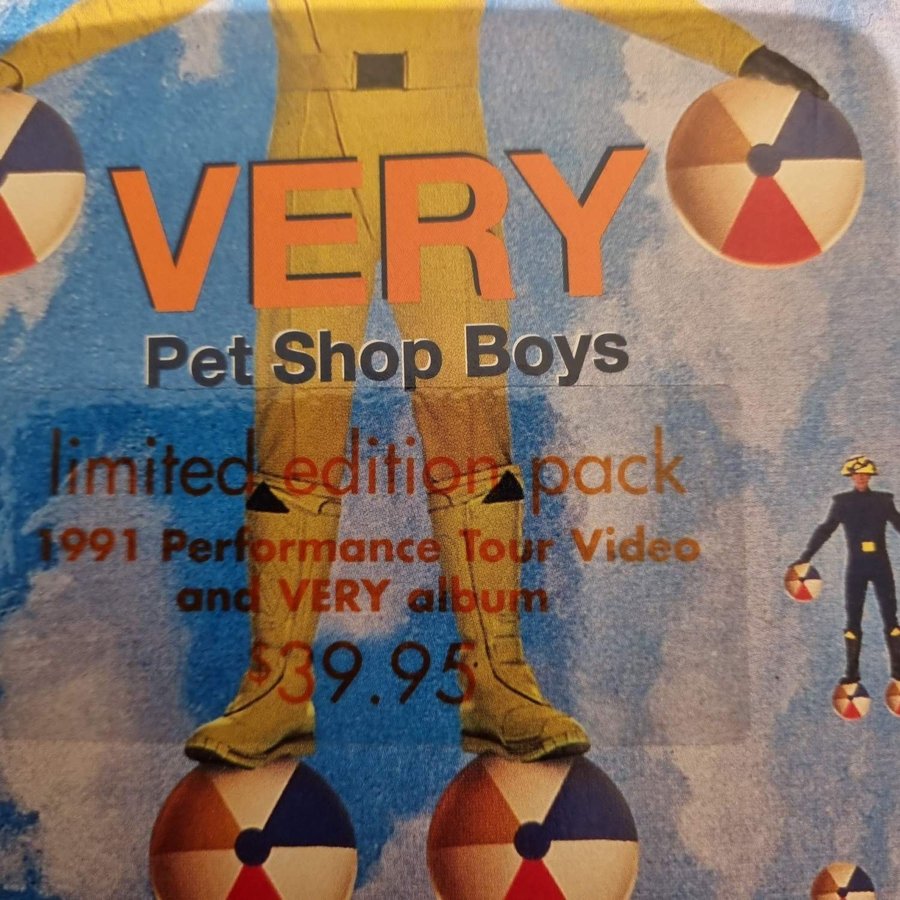 VERY
Pet Shop Boys
limited edition pack
1991 Performance Tour Video
and VERY album
$39.95